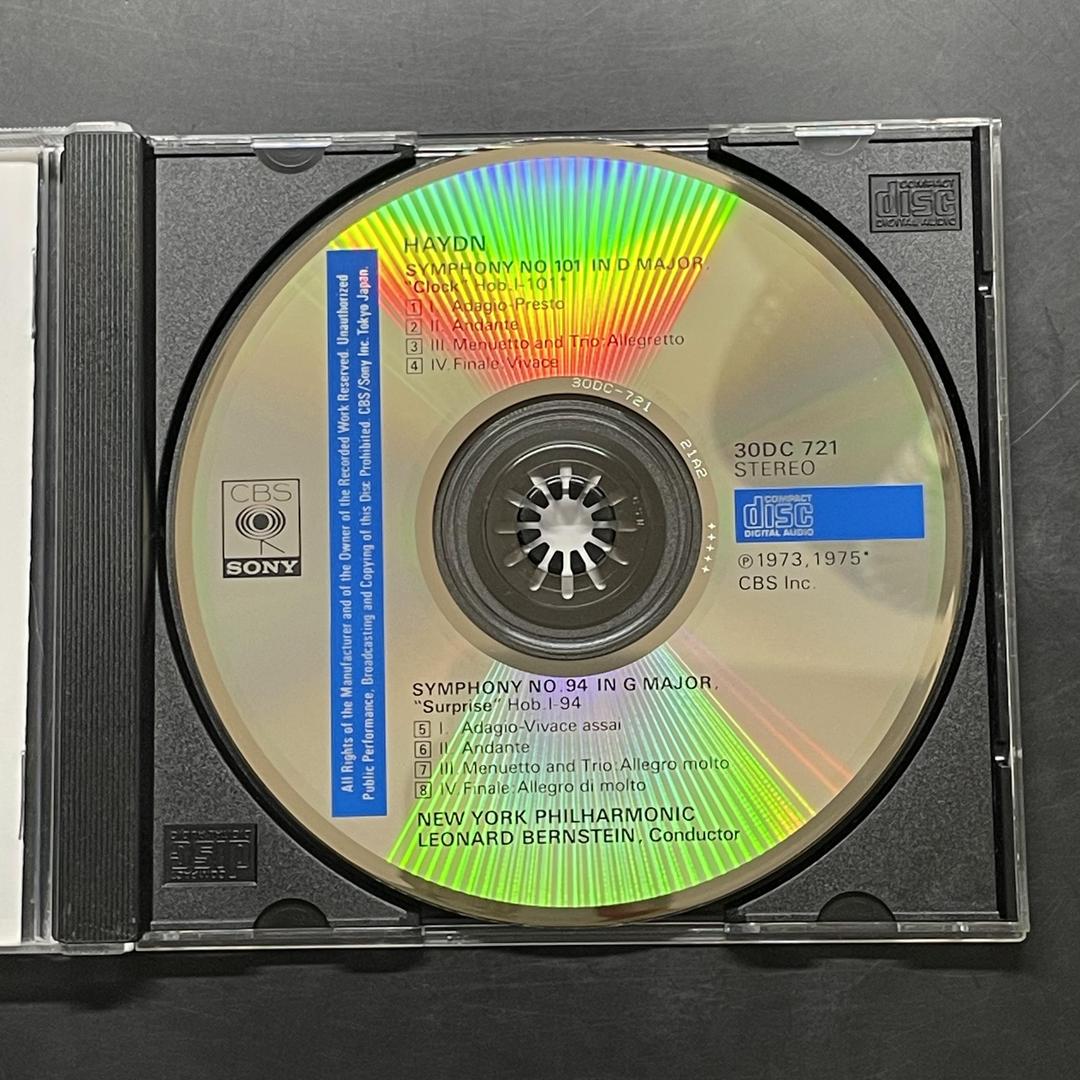 HAYDN
SYMPHONY NO.101 IN D MAJOR,
"Clock" Hob.I-101*
1 I. Adagio-Presto
2 II. Andante
3 III. Menuetto and Trio:Allegretto
4 IV. Finale:Vivace
30DC-721
21A2
+++++
30DC 721
STEREO
COMPACT
disc
DIGITAL AUDIO
℗1973,1975*
CBS Inc.
CBS
SONY
All Rights of the Manufacturer and of the Owner of the Recorded Work Reserved. Unauthorized
Public Performance, Broadcasting and Copying of this Disc Prohibited. CBS/Sony Inc. Tokyo Japan.
SYMPHONY NO.94 IN G MAJOR,
"Surprise" Hob.I-94
5 I. Adagio-Vivace assai
6 II. Andante
7 III. Menuetto and Trio:Allegro molto
8 IV. Finale:Allegro di molto
NEW YORK PHILHARMONIC
LEONARD BERNSTEIN, Conductor
COMPACT
disc
DIGITAL AUDIO
COMPACT
disc
DIGITAL AUDIO